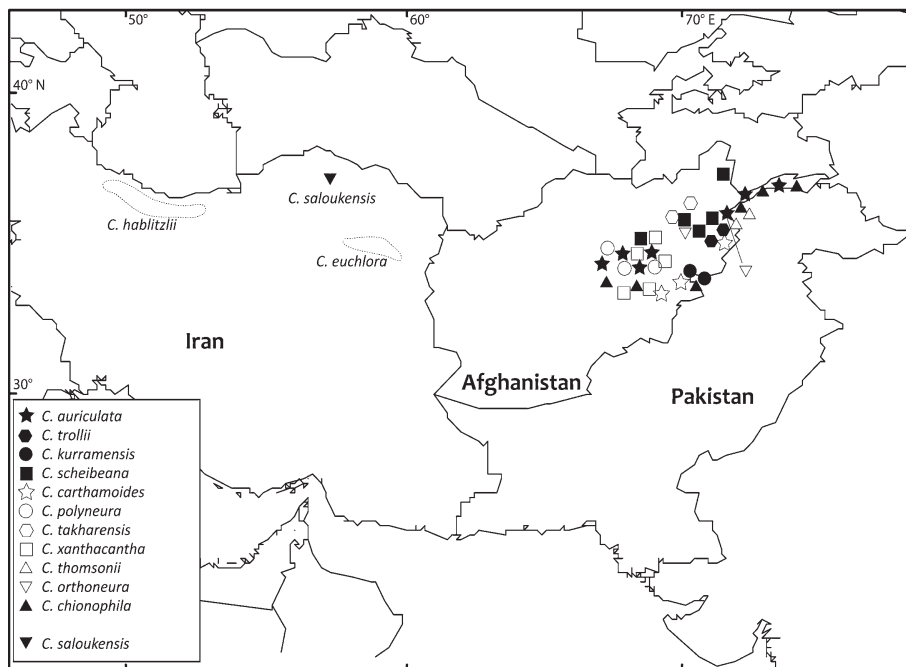 50°
60°
70° E
40° N
C. saloukensis
C. hablitzlii
C. euchlora
Iran
Afghanistan
Pakistan
30°
C. auriculata
C. trollii
C. kurramensis
C. scheibeana
C. carthamoides
C. polyneura
C. takharensis
C. xanthacantha
C. thomsonii
C. orthoneura
C. chionophila
C. saloukensis